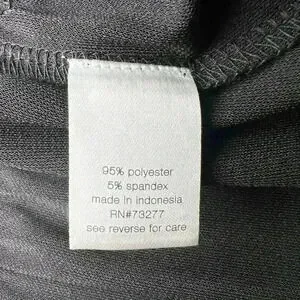 95% polyester
5% spandex
made in indonesia
RN#73277
see reverse for care